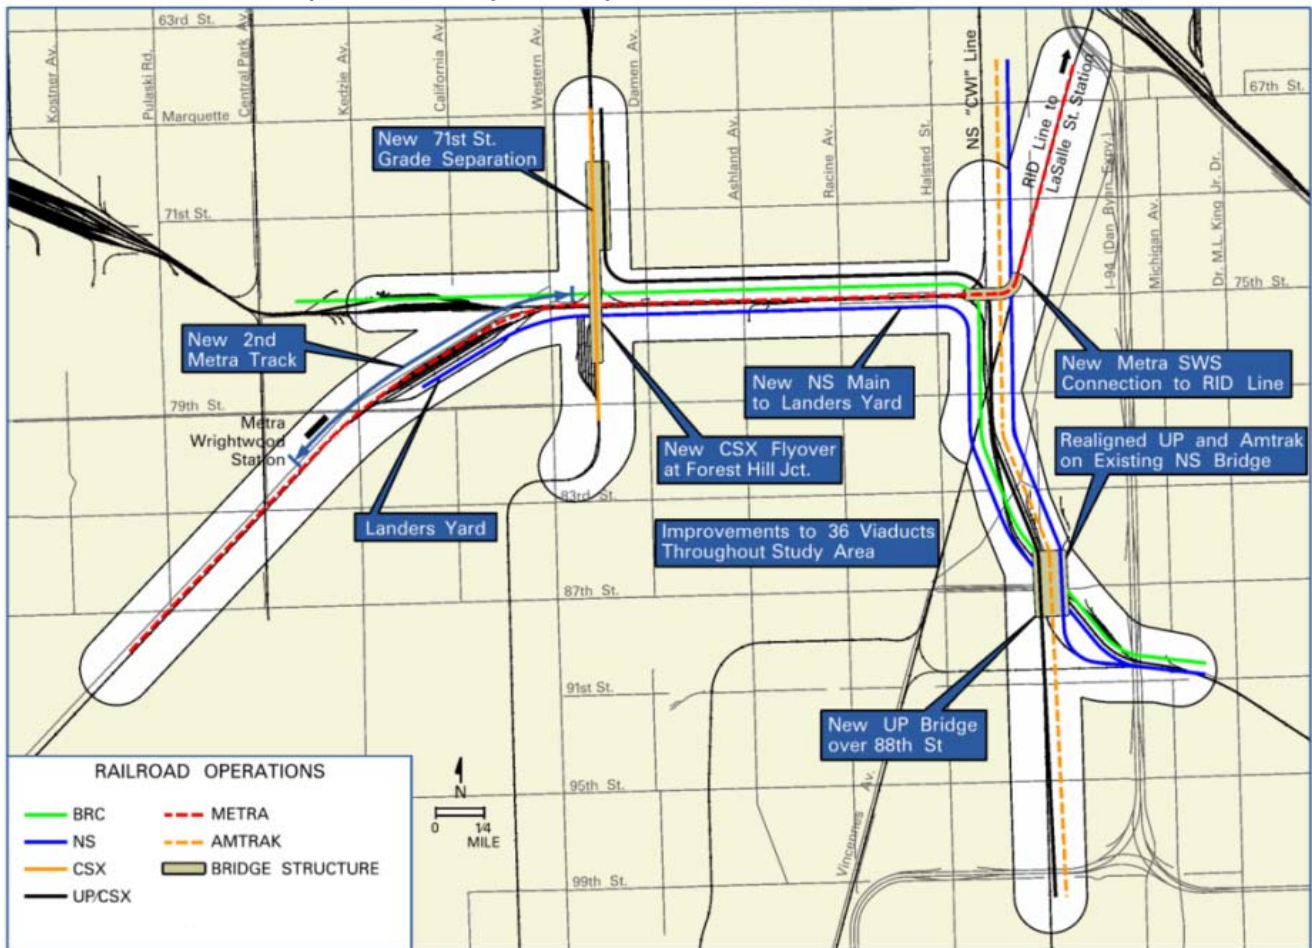 63rd St.
Kostner Av.
Pulaski Rd.
Central Park Av.
Kedzie Av.
California Av.
Western Av.
Damen Av.
Marquette
67th St.
NS "CWI" Line
RID Line to
LaSalle St. Station
New 71st St.
Grade Separation
Ashland Av.
Racine Av.
Halsted St.
I-94 (Dan Ryan Expy.)
Michigan Av.
Dr. M.L. King Jr. Dr.
71st St.
75th St.
New 2nd
Metra Track
New NS Main
to Landers Yard
New Metra SWS
Connection to RID Line
79th St.
Metra
Wrightwood
Station
New CSX Flyover
at Forest Hill Jct.
Realigned UP and Amtrak
on Existing NS Bridge
83rd St.
Landers Yard
Improvements to 36 Viaducts
Throughout Study Area
87th St.
91st St.
New UP Bridge
over 88th St
Vincennes Av.
95th St.
99th St.
RAILROAD OPERATIONS
BRC
NS
CSX
UP/CSX
METRA
AMTRAK
BRIDGE STRUCTURE
N
0 1/4
MILE